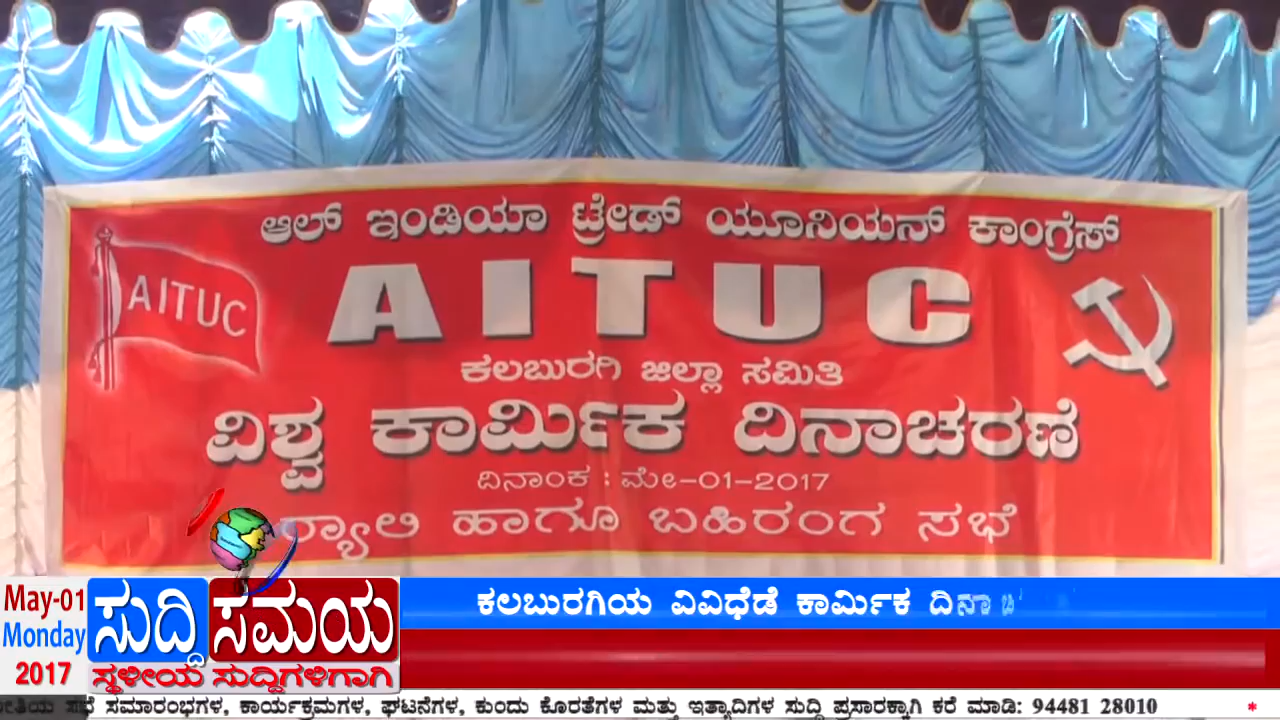 ಆಲ್ ಇಂಡಿಯಾ ಟ್ರೇಡ್ ಯೂನಿಯನ್ ಕಾಂಗ್ರೆಸ್
AITUC
A I T U C
ಕಲಬುರಗಿ ಜಿಲ್ಲಾ ಸಮಿತಿ
ವಿಶ್ವ ಕಾರ್ಮಿಕ ದಿನಾಚರಣೆ
ದಿನಾಂಕ : ಮೇ-01-2017
ರ್‍ಯಾಲಿ ಹಾಗೂ ಬಹಿರಂಗ ಸಭೆ
May-01
Monday
2017
ಸುದ್ದಿ ಸಮಯ
ಸ್ಥಳೀಯ ಸುದ್ದಿಗಳಿಗಾಗಿ
ಕಲಬುರಗಿಯ ವಿವಿಧೆಡೆ ಕಾರ್ಮಿಕ
ಸಭೆ ಸಮಾರಂಭಗಳ, ಕಾರ್ಯಕ್ರಮಗಳ, ಘಟನೆಗಳ, ಕುಂದು ಕೊರತೆಗಳ ಮತ್ತು ಇತ್ಯಾದಿಗಳ ಸುದ್ದಿ ಪ್ರಸಾರಕ್ಕಾಗಿ ಕರೆ ಮಾಡಿ: 94481 28010 *